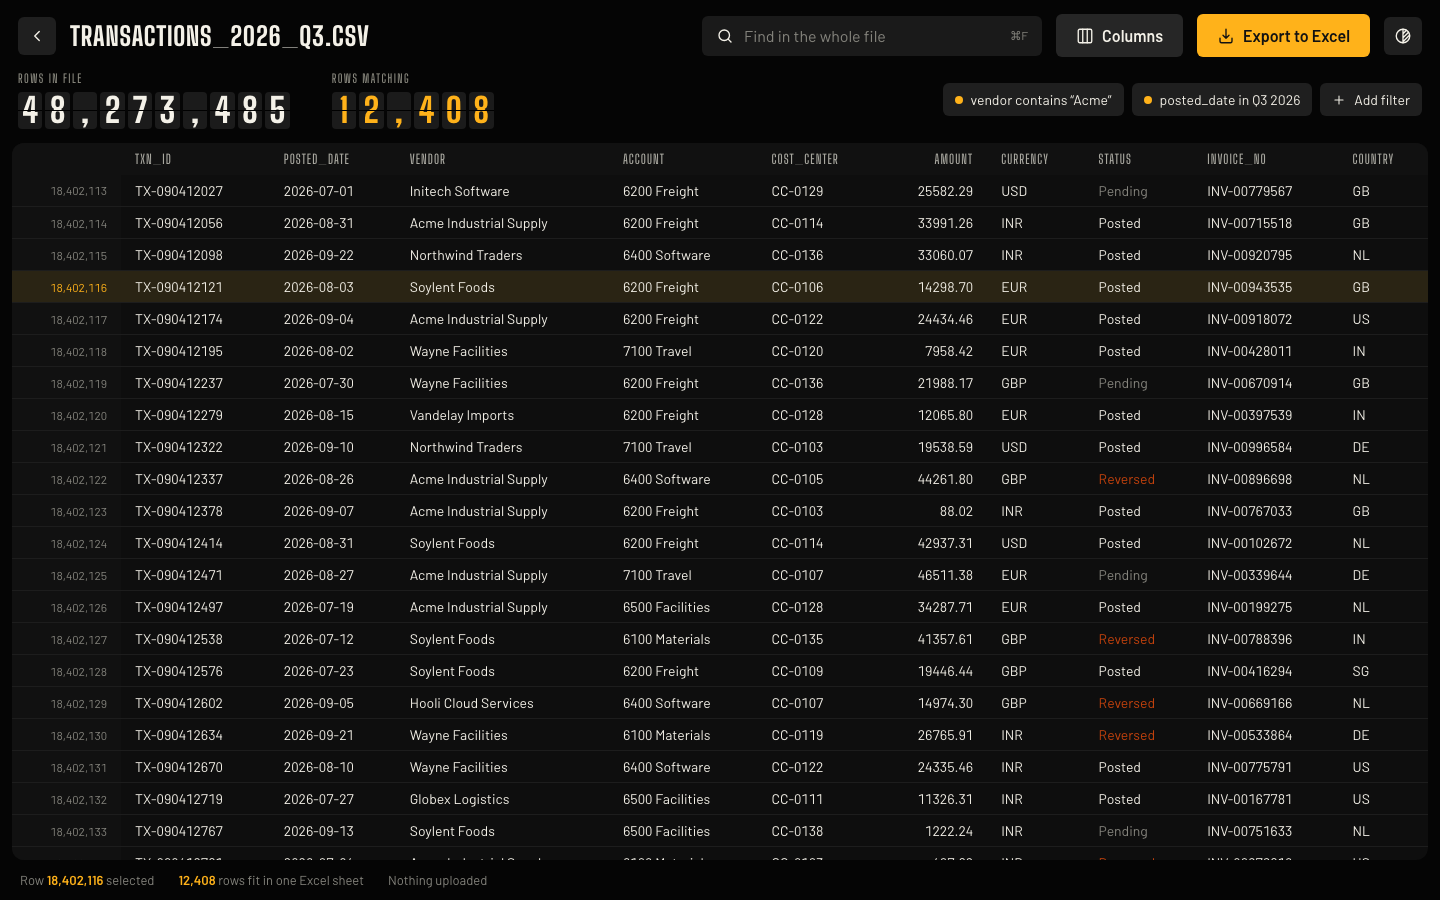 TRANSACTIONS_2026_Q3.CSV
Find in the whole file
⌘F
Columns
Export to Excel
ROWS IN FILE
48,273,485
ROWS MATCHING
12,408
vendor contains “Acme”
posted_date in Q3 2026
Add filter
TXN_ID POSTED_DATE VENDOR ACCOUNT COST_CENTER AMOUNT CURRENCY STATUS INVOICE_NO COUNTRY
18,402,113 TX-090412027 2026-07-01 Initech Software 6200 Freight CC-0129 25582.29 USD Pending INV-00779567 GB
18,402,114 TX-090412056 2026-08-31 Acme Industrial Supply 6200 Freight CC-0114 33991.26 INR Posted INV-00715518 GB
18,402,115 TX-090412098 2026-09-22 Northwind Traders 6400 Software CC-0136 33060.07 INR Posted INV-00920795 NL
18,402,116 TX-090412121 2026-08-03 Soylent Foods 6200 Freight CC-0106 14298.70 EUR Posted INV-00943535 GB
18,402,117 TX-090412174 2026-09-04 Acme Industrial Supply 6200 Freight CC-0122 24434.46 EUR Posted INV-00918072 US
18,402,118 TX-090412195 2026-08-02 Wayne Facilities 7100 Travel CC-0120 7958.42 EUR Posted INV-00428011 IN
18,402,119 TX-090412237 2026-07-30 Wayne Facilities 6200 Freight CC-0136 21988.17 GBP Pending INV-00670914 GB
18,402,120 TX-090412279 2026-08-15 Vandelay Imports 6200 Freight CC-0128 12065.80 EUR Posted INV-00397539 IN
18,402,121 TX-090412322 2026-09-10 Northwind Traders 7100 Travel CC-0103 19538.59 USD Posted INV-00996584 DE
18,402,122 TX-090412337 2026-08-26 Acme Industrial Supply 6400 Software CC-0105 44261.80 GBP Reversed INV-00896698 NL
18,402,123 TX-090412378 2026-09-07 Acme Industrial Supply 6200 Freight CC-0103 88.02 INR Posted INV-00767033 GB
18,402,124 TX-090412414 2026-08-31 Soylent Foods 6200 Freight CC-0114 42937.31 USD Posted INV-00102672 NL
18,402,125 TX-090412471 2026-08-27 Acme Industrial Supply 7100 Travel CC-0107 46511.38 EUR Pending INV-00339644 DE
18,402,126 TX-090412497 2026-07-19 Acme Industrial Supply 6500 Facilities CC-0128 34287.71 EUR Posted INV-00199275 NL
18,402,127 TX-090412538 2026-07-12 Soylent Foods 6100 Materials CC-0135 41357.61 GBP Reversed INV-00788396 IN
18,402,128 TX-090412576 2026-07-23 Soylent Foods 6200 Freight CC-0109 19446.44 GBP Posted INV-00416294 SG
18,402,129 TX-090412602 2026-09-05 Hooli Cloud Services 6400 Software CC-0107 14974.30 GBP Reversed INV-00669166 NL
18,402,130 TX-090412634 2026-09-21 Wayne Facilities 6100 Materials CC-0119 26765.91 INR Reversed INV-00533864 DE
18,402,131 TX-090412670 2026-08-10 Wayne Facilities 6400 Software CC-0122 24335.46 INR Posted INV-00775791 US
18,402,132 TX-090412719 2026-07-27 Globex Logistics 6500 Facilities CC-0111 11326.31 INR Posted INV-00167781 US
18,402,133 TX-090412767 2026-09-13 Soylent Foods 6500 Facilities CC-0138 1222.24 INR Pending INV-00751633 NL
Row 18,402,116 selected
12,408 rows fit in one Excel sheet
Nothing uploaded